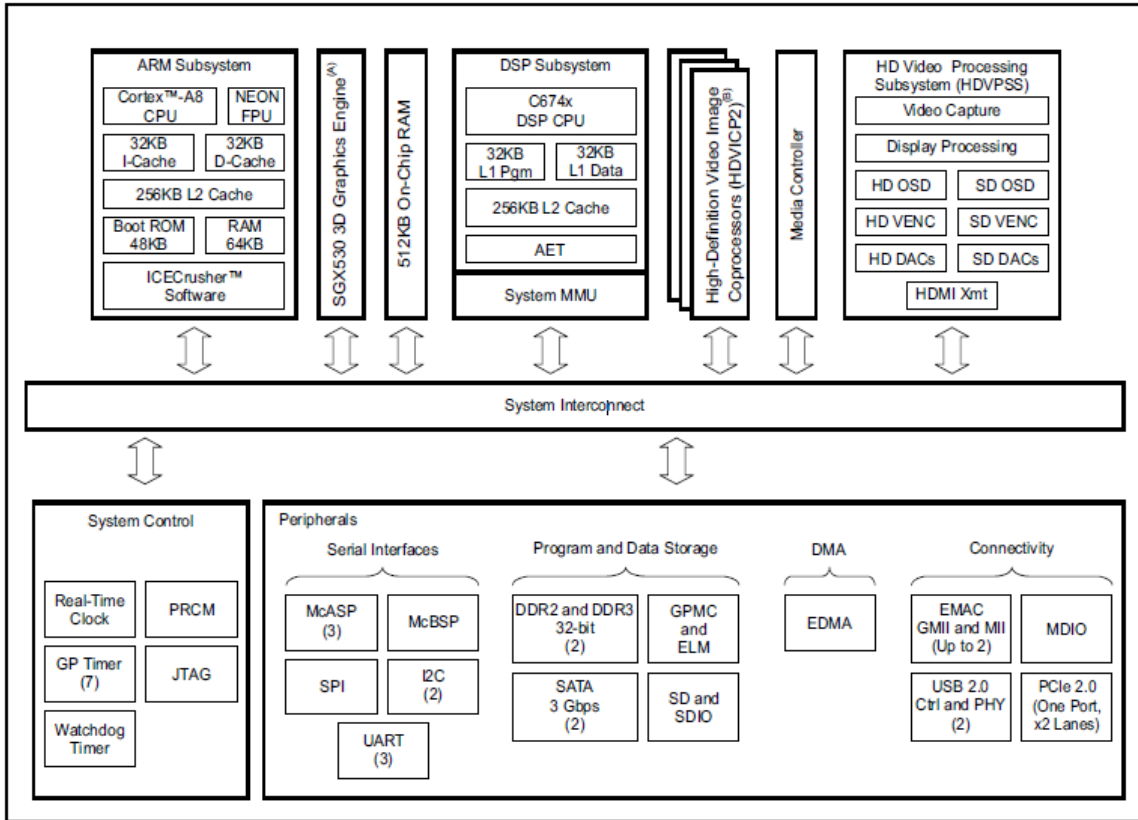 ARM Subsystem
Cortex™-A8
CPU
NEON
FPU
32KB
I-Cache
32KB
D-Cache
256KB L2 Cache
Boot ROM
48KB
RAM
64KB
ICECrusher™
Software
SGX530 3D Graphics Engine(A)
512KB On-Chip RAM
DSP Subsystem
C674x
DSP CPU
32KB
L1 Pgm
32KB
L1 Data
256KB L2 Cache
AET
System MMU
High-Definition Video Image
Coprocessors (HDVICP2)(B)
Media Controller
HD Video Processing
Subsystem (HDVPSS)
Video Capture
Display Processing
HD OSD
SD OSD
HD VENC
SD VENC
HD DACs
SD DACs
HDMI Xmt
System Interconnect
System Control
Real-Time
Clock
PRCM
GP Timer
(7)
JTAG
Watchdog
Timer
Peripherals
Serial Interfaces
McASP
(3)
McBSP
SPI
I2C
(2)
UART
(3)
Program and Data Storage
DDR2 and DDR3
32-bit
(2)
GPMC
and
ELM
SATA
3 Gbps
(2)
SD and
SDIO
DMA
EDMA
Connectivity
EMAC
GMII and MII
(Up to 2)
MDIO
USB 2.0
Ctrl and PHY
(2)
PCIe 2.0
(One Port,
x2 Lanes)